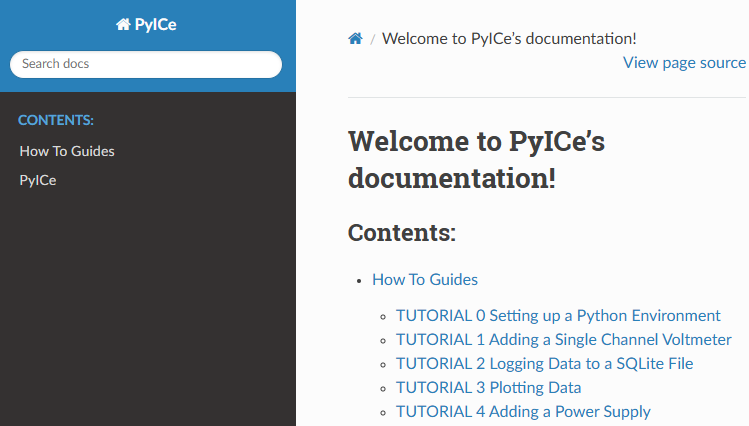 PyICe
Search docs
CONTENTS:
How To Guides
PyICe
/ Welcome to PyICe’s documentation!
View page source
Welcome to PyICe’s
documentation!
Contents:
• How To Guides
◦ TUTORIAL 0 Setting up a Python Environment
◦ TUTORIAL 1 Adding a Single Channel Voltmeter
◦ TUTORIAL 2 Logging Data to a SQLite File
◦ TUTORIAL 3 Plotting Data
◦ TUTORIAL 4 Adding a Power Supply